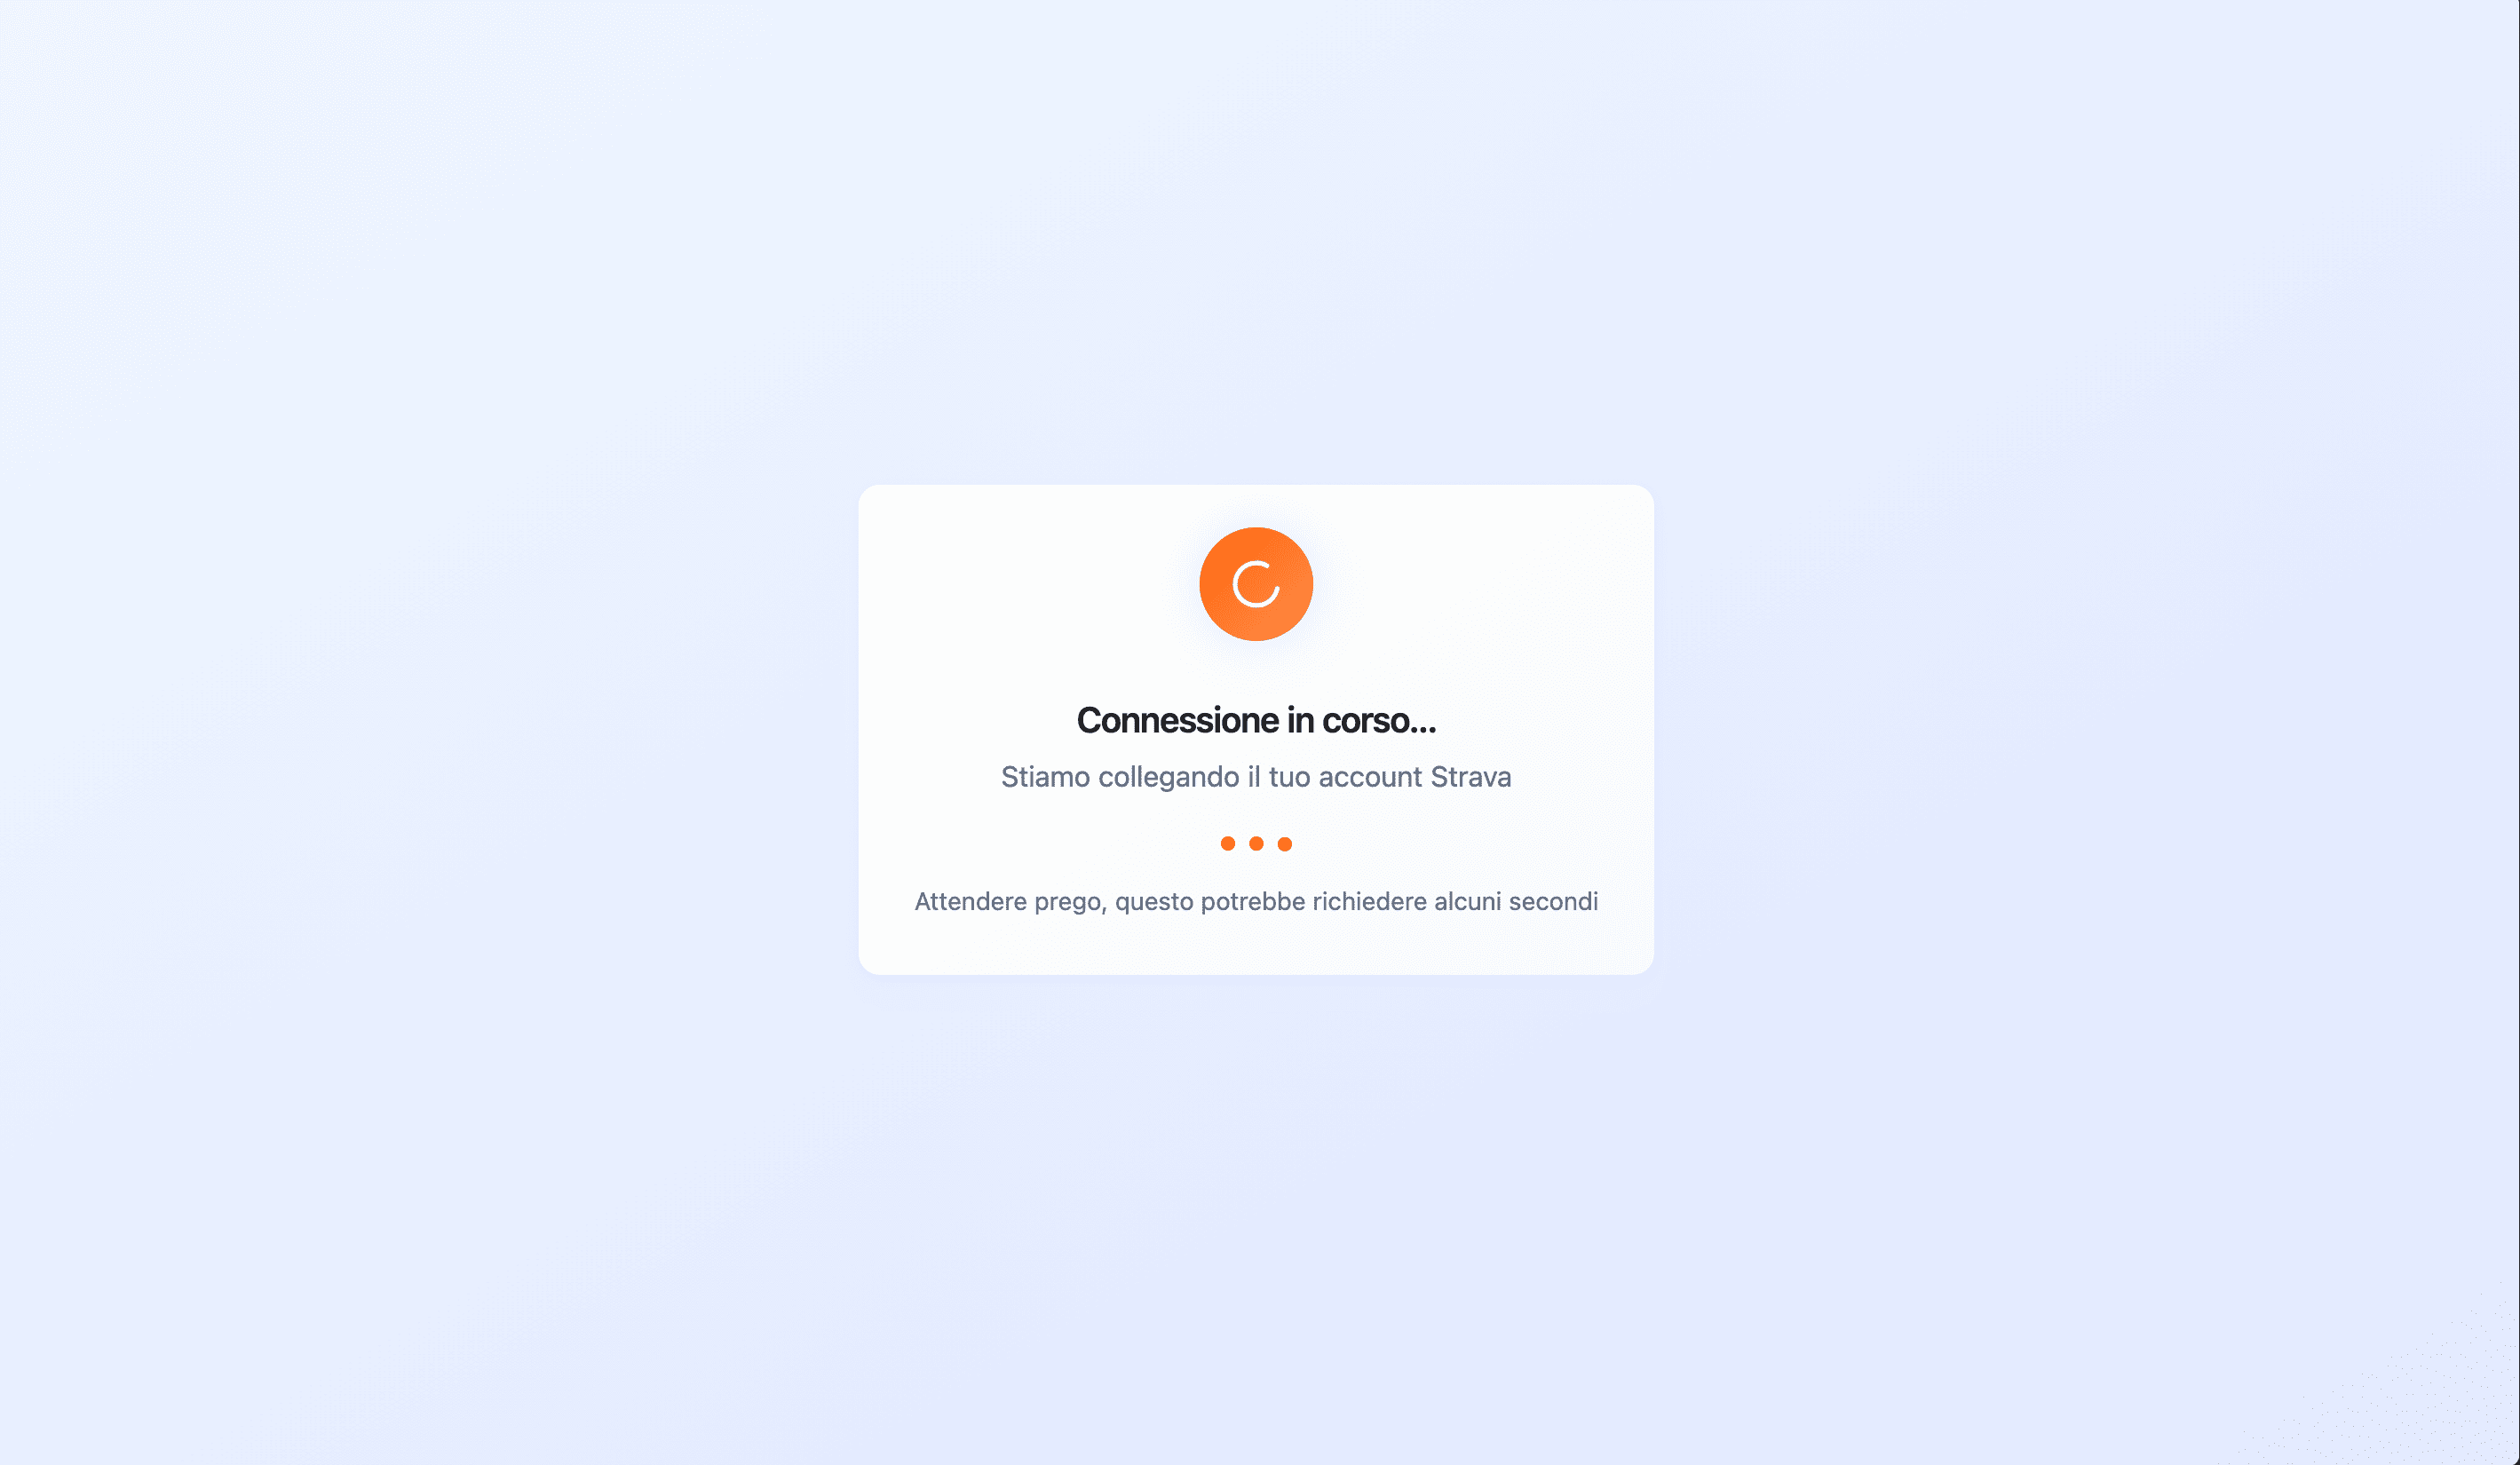 Connessione in corso...
Stiamo collegando il tuo account Strava
Attendere prego, questo potrebbe richiedere alcuni secondi